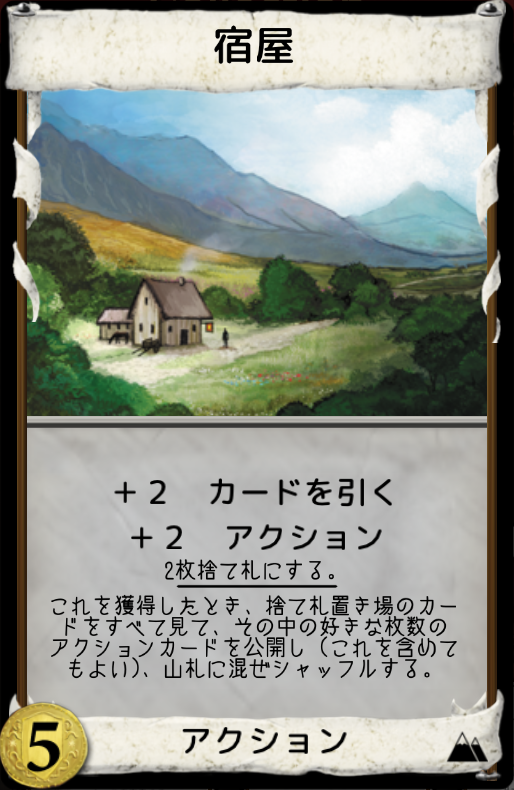 宿屋
＋２　カードを引く
＋２　アクション
2枚捨て札にする。
これを獲得したとき、捨て札置き場のカー
ドをすべて見て、その中の好きな枚数の
アクションカードを公開し（これを含めて
もよい）、山札に混ぜシャッフルする。
5
アクション